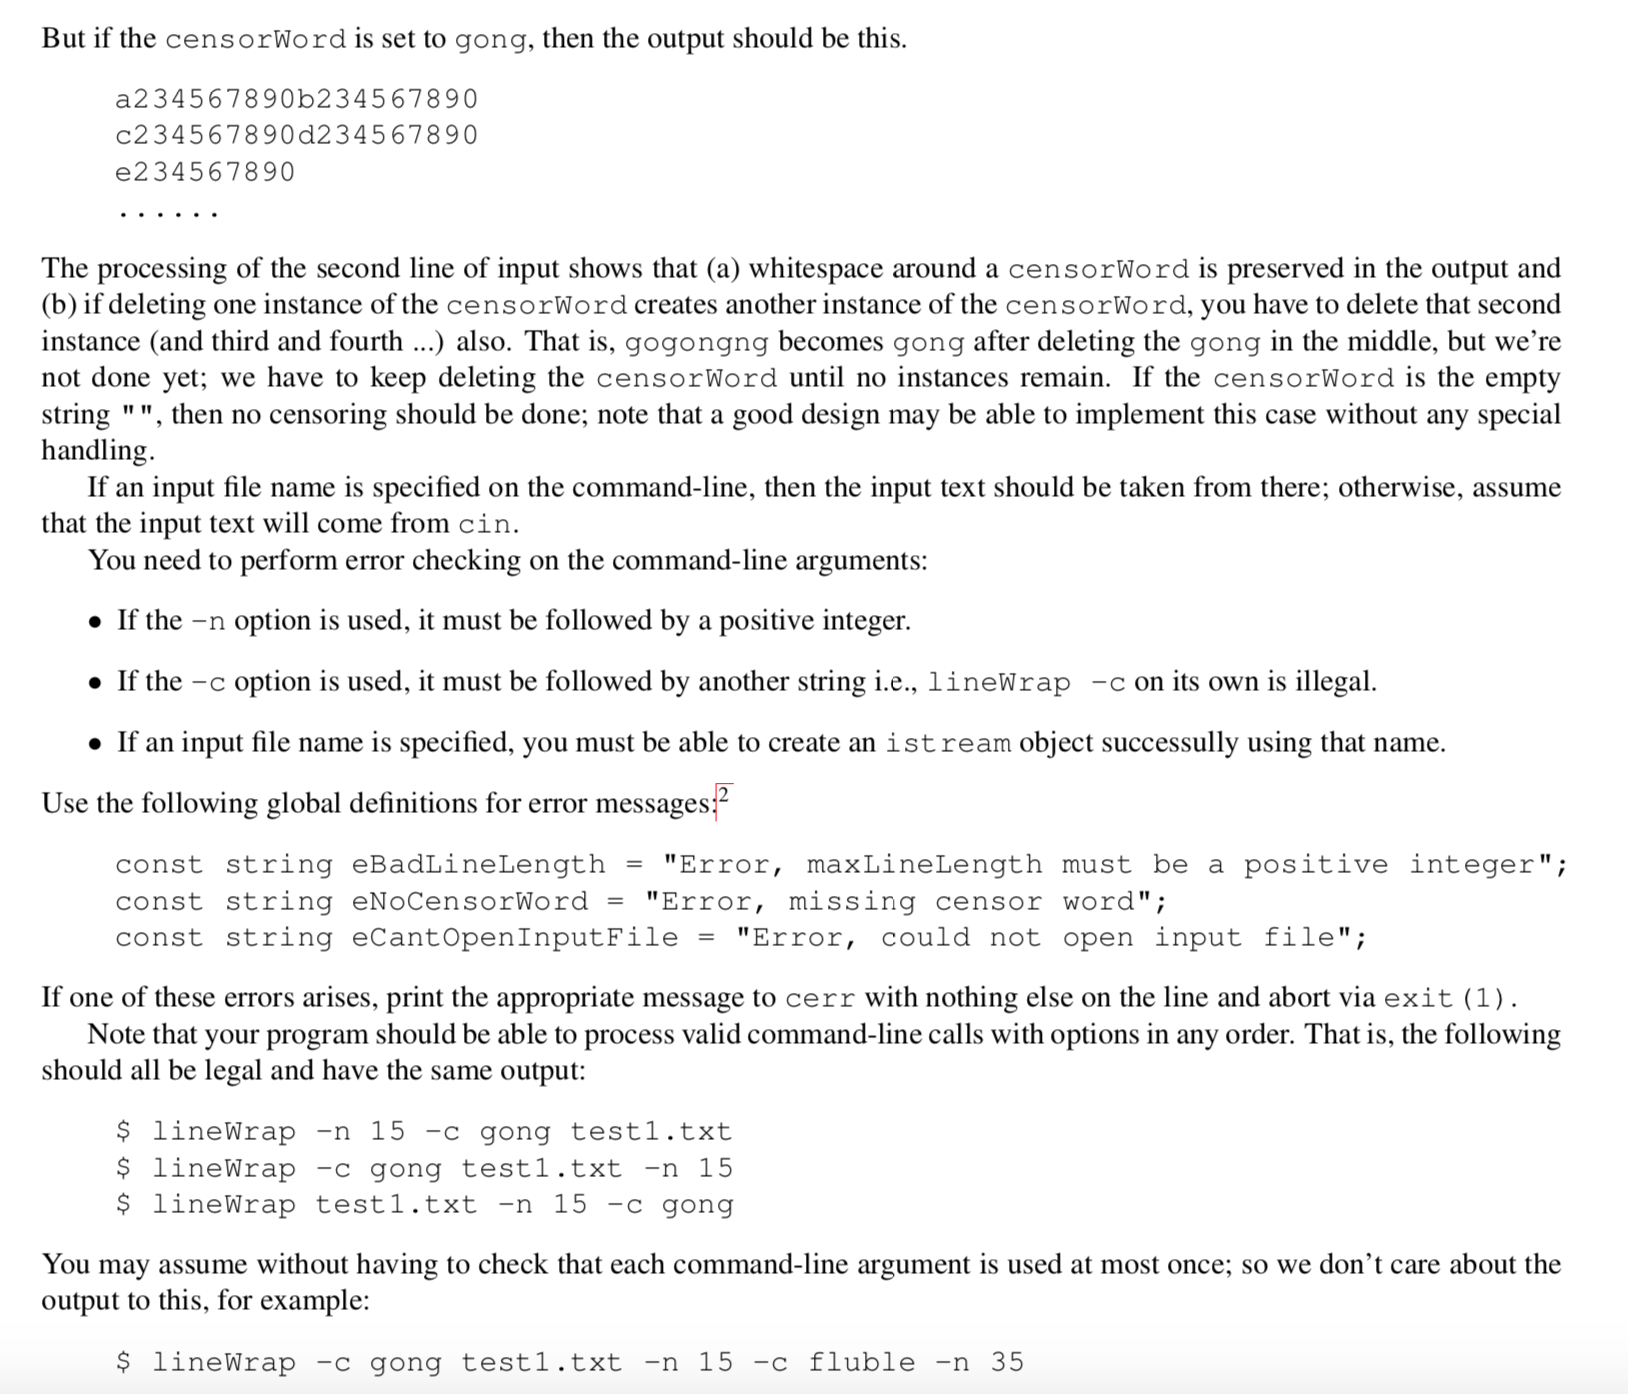 But if the censorWord is set to gong, then the output should be this.
a234567890b234567890
c234567890d234567890
e234567890
......
The processing of the second line of input shows that (a) whitespace around a censorWord is preserved in the output and
(b) if deleting one instance of the censorWord creates another instance of the censorWord, you have to delete that second
instance (and third and fourth ...) also. That is, gogongng becomes gong after deleting the gong in the middle, but we're
not done yet; we have to keep deleting the censorWord until no instances remain. If the censorWord is the empty
string "", then no censoring should be done; note that a good design may be able to implement this case without any special
handling.
If an input file name is specified on the command-line, then the input text should be taken from there; otherwise, assume
that the input text will come from cin.
You need to perform error checking on the command-line arguments:
• If the -n option is used, it must be followed by a positive integer.
• If the -c option is used, it must be followed by another string i.e., lineWrap -c on its own is illegal.
• If an input file name is specified, you must be able to create an istream object successully using that name.
Use the following global definitions for error messages:2
const string eBadLineLength = "Error, maxLineLength must be a positive integer";
const string eNoCensorWord = "Error, missing censor word";
const string eCantOpenInputFile = "Error, could not open input file";
If one of these errors arises, print the appropriate message to cerr with nothing else on the line and abort via exit(1).
Note that your program should be able to process valid command-line calls with options in any order. That is, the following
should all be legal and have the same output:
$ lineWrap -n 15 -c gong test1.txt
$ lineWrap -c gong test1.txt -n 15
$ lineWrap test1.txt -n 15 -c gong
You may assume without having to check that each command-line argument is used at most once; so we don't care about the
output to this, for example:
$ lineWrap -c gong test1.txt -n 15 -c fluble -n 35